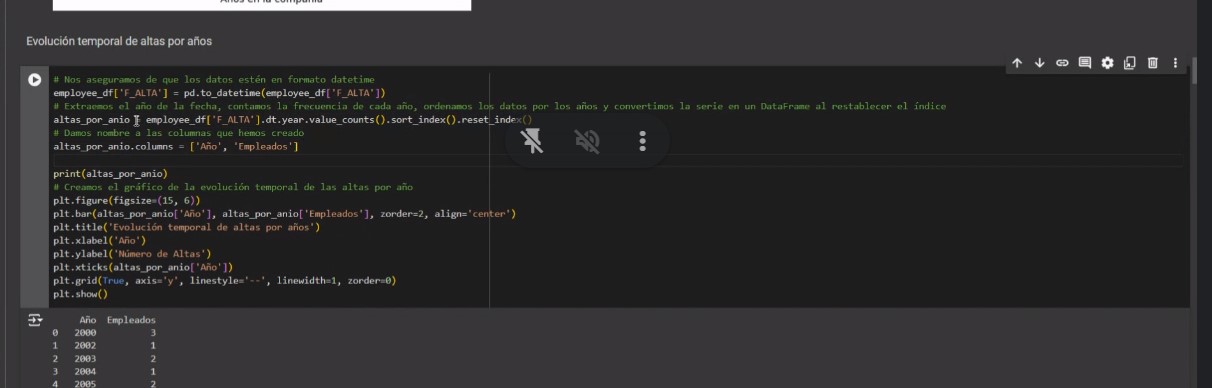 Años en la compañía
Evolución temporal de altas por años
# Nos aseguramos de que los datos estén en formato datetime
employee_df['F_ALTA'] = pd.to_datetime(employee_df['F_ALTA'])
# Extraemos el año de la fecha, contamos la frecuencia de cada año, ordenamos los datos por los años y convertimos la serie en un DataFrame al restablecer el índice
altas_por_anio = employee_df['F_ALTA'].dt.year.value_counts().sort_index().reset_index()
# Damos nombre a las columnas que hemos creado
altas_por_anio.columns = ['Año', 'Empleados']
print(altas_por_anio)
# Creamos el gráfico de la evolución temporal de las altas por año
plt.figure(figsize=(15, 6))
plt.bar(altas_por_anio['Año'], altas_por_anio['Empleados'], zorder=2, align='center')
plt.title('Evolución temporal de altas por años')
plt.xlabel('Año')
plt.ylabel('Número de Altas')
plt.xticks(altas_por_anio['Año'])
plt.grid(True, axis='y', linestyle='--', linewidth=1, zorder=0)
plt.show()
Año Empleados
0 2000 3
1 2002 1
2 2003 2
3 2004 1
4 2005 2